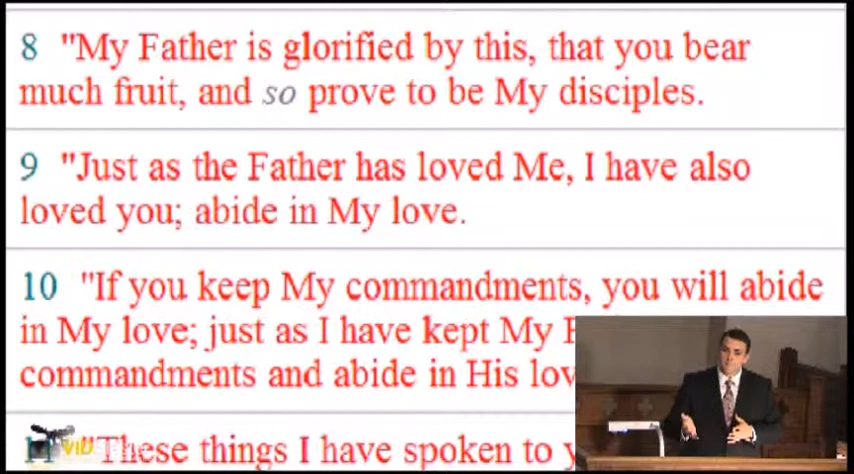 8 "My Father is glorified by this, that you bear
much fruit, and so prove to be My disciples.
9 "Just as the Father has loved Me, I have also
loved you; abide in My love.
10 "If you keep My commandments, you will abide
in My love; just as I have kept My
commandments and abide in His lov
11 "These things I have spoken to y
VID